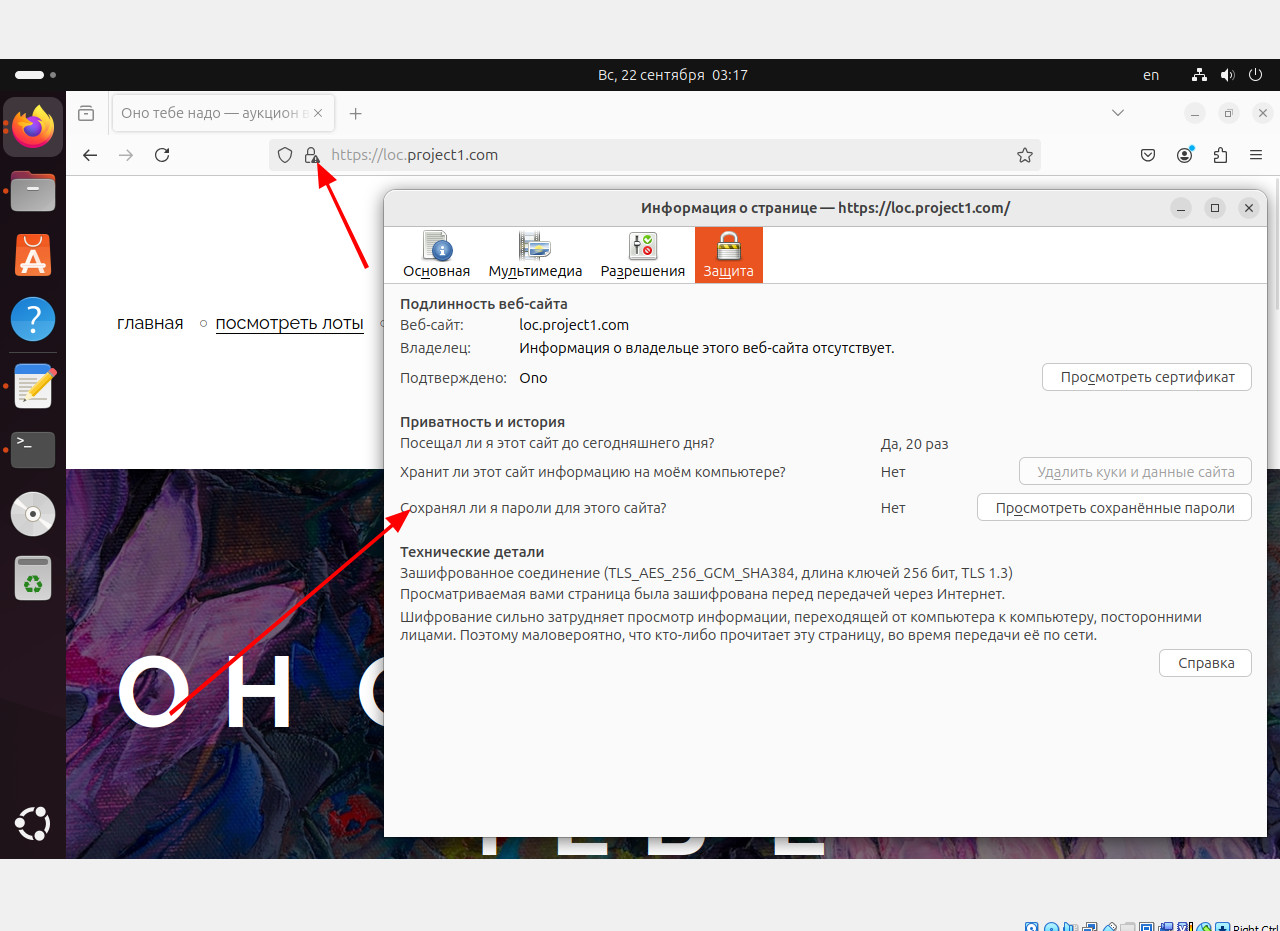 Вс, 22 сентября 03:17
en
Оно тебе надо — аукцион в
https://loc.project1.com
Информация о странице — https://loc.project1.com/
Основная
Мультимедиа
Разрешения
Защита
Подлинность веб-сайта
Веб-сайт: loc.project1.com
Владелец: Информация о владельце этого веб-сайта отсутствует.
Подтверждено: Ono
Просмотреть сертификат
главная
посмотреть лоты
Приватность и история
Посещал ли я этот сайт до сегодняшнего дня? Да, 20 раз
Хранит ли этот сайт информацию на моём компьютере? Нет
Удалить куки и данные сайта
Сохранял ли я пароли для этого сайта? Нет
Просмотреть сохранённые пароли
Технические детали
Зашифрованное соединение (TLS_AES_256_GCM_SHA384, длина ключей 256 бит, TLS 1.3)
Просматриваемая вами страница была зашифрована перед передачей через Интернет.
Шифрование сильно затрудняет просмотр информации, переходящей от компьютера к компьютеру, посторонними
лицами. Поэтому маловероятно, что кто-либо прочитает эту страницу, во время передачи её по сети.
Справка
ОНО
ТЕБЕ
Right Ctrl